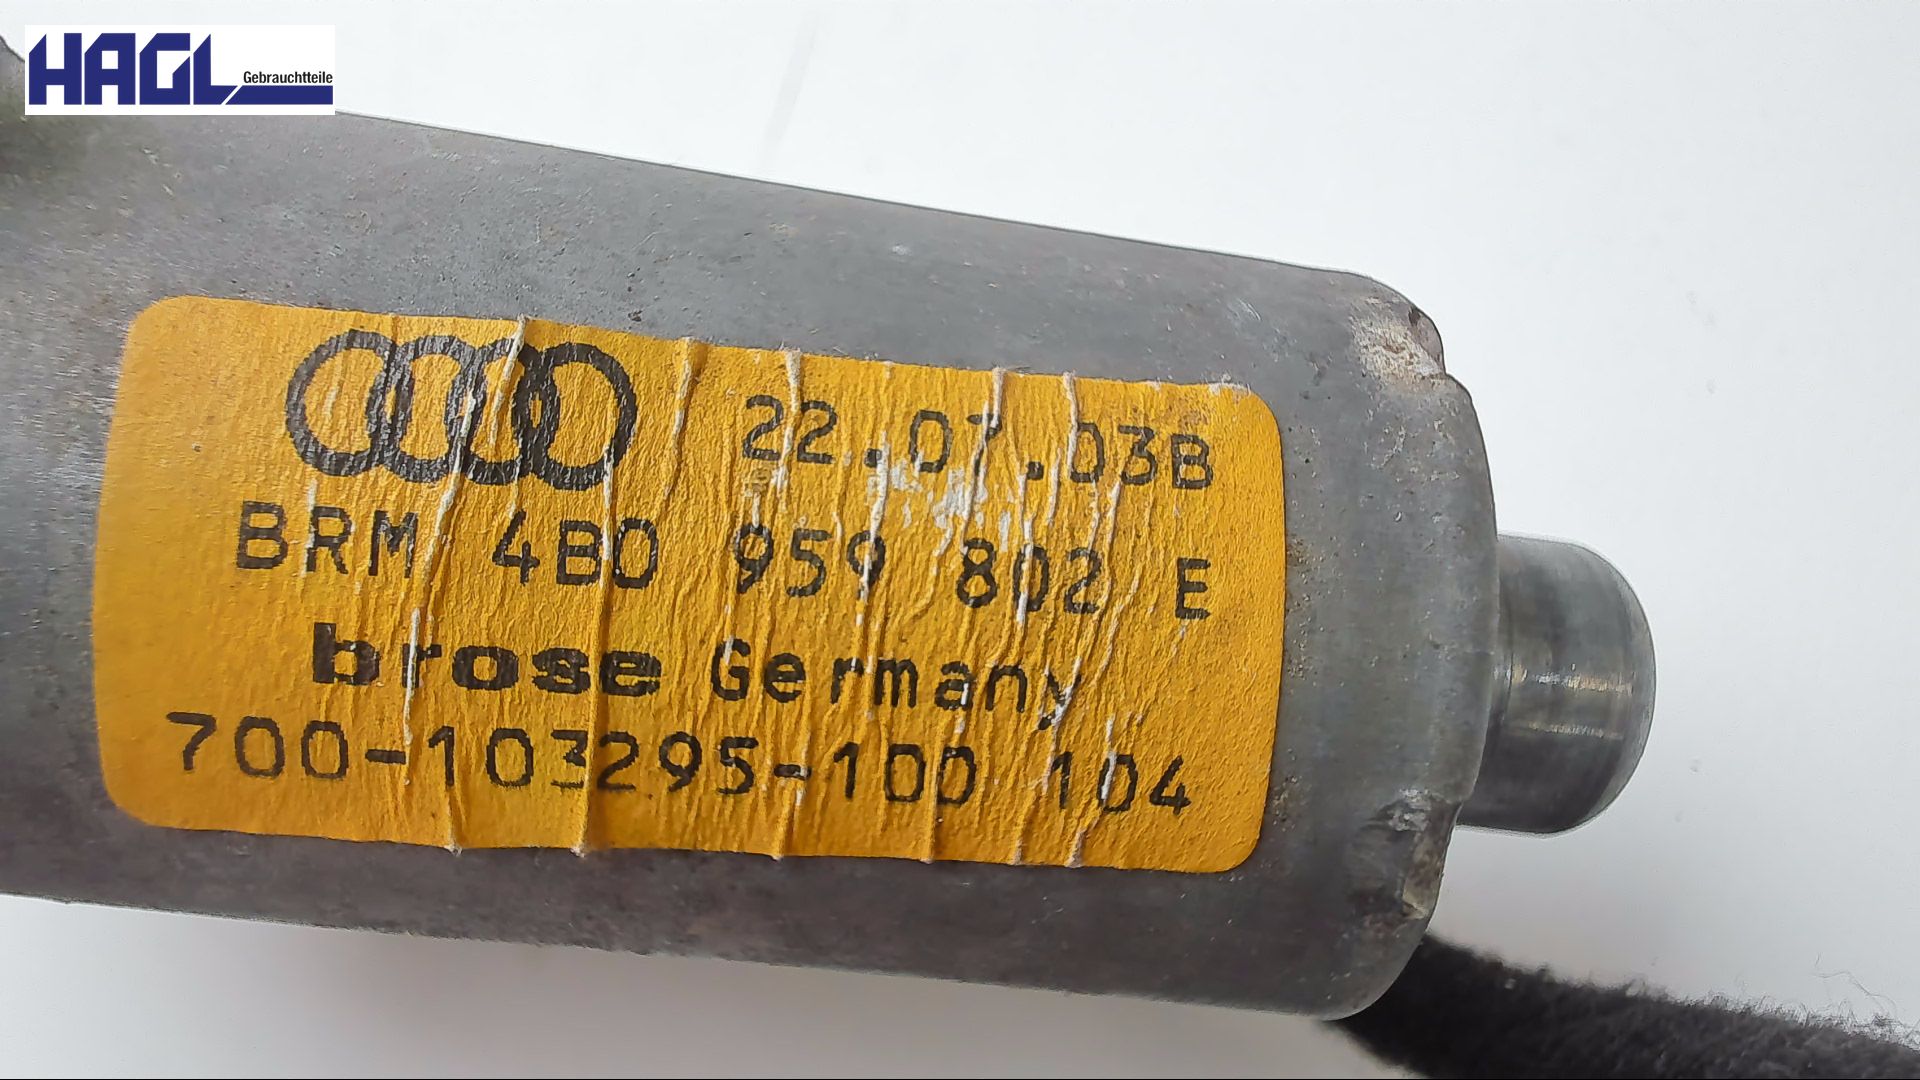 HAGL Gebrauchtteile
22.07.03B
BRM 4B0 959 802 E
brose Germany
700-103295-100 104